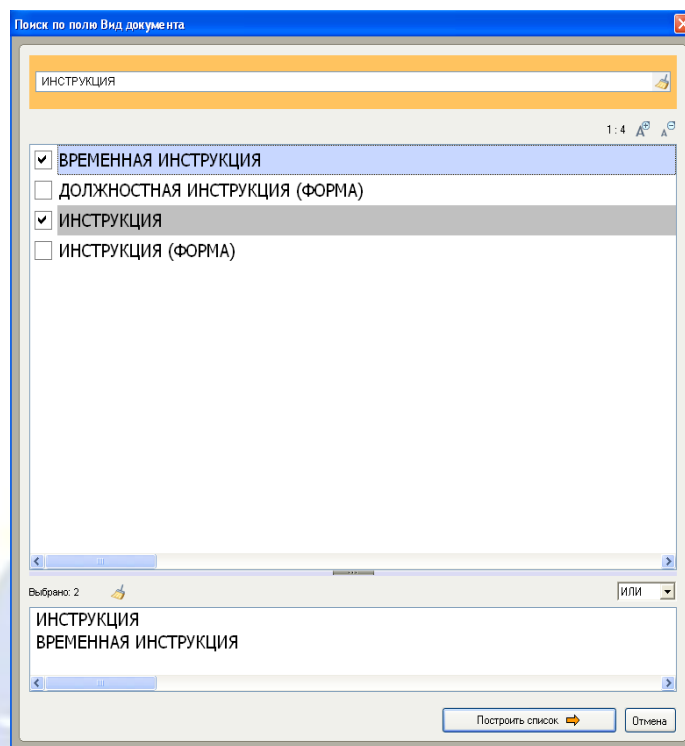 Поиск по полю Вид документа
ИНСТРУКЦИЯ
1 : 4 A A
ВРЕМЕННАЯ ИНСТРУКЦИЯ
ДОЛЖНОСТНАЯ ИНСТРУКЦИЯ (ФОРМА)
ИНСТРУКЦИЯ
ИНСТРУКЦИЯ (ФОРМА)
Выбрано: 2
ИЛИ
ИНСТРУКЦИЯ
ВРЕМЕННАЯ ИНСТРУКЦИЯ
Построить список
Отмена